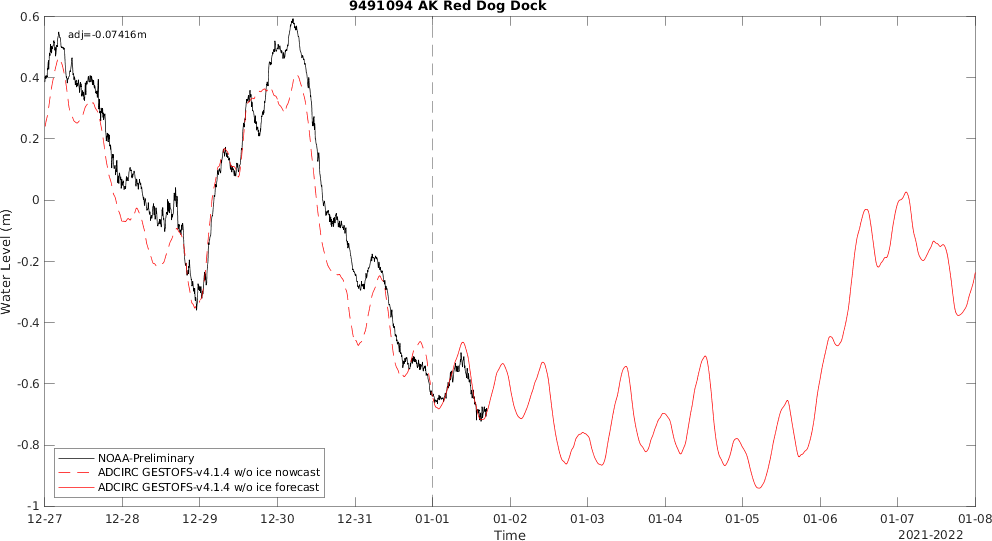 9491094 AK Red Dog Dock
adj=-0.07416m
0.6
0.4
0.2
0
-0.2
-0.4
-0.6
-0.8
-1
Water Level (m)
NOAA-Preliminary
ADCIRC GESTOFS-v4.1.4 w/o ice nowcast
ADCIRC GESTOFS-v4.1.4 w/o ice forecast
12-27 12-28 12-29 12-30 12-31 01-01 01-02 01-03 01-04 01-05 01-06 01-07 01-08
Time
2021-2022